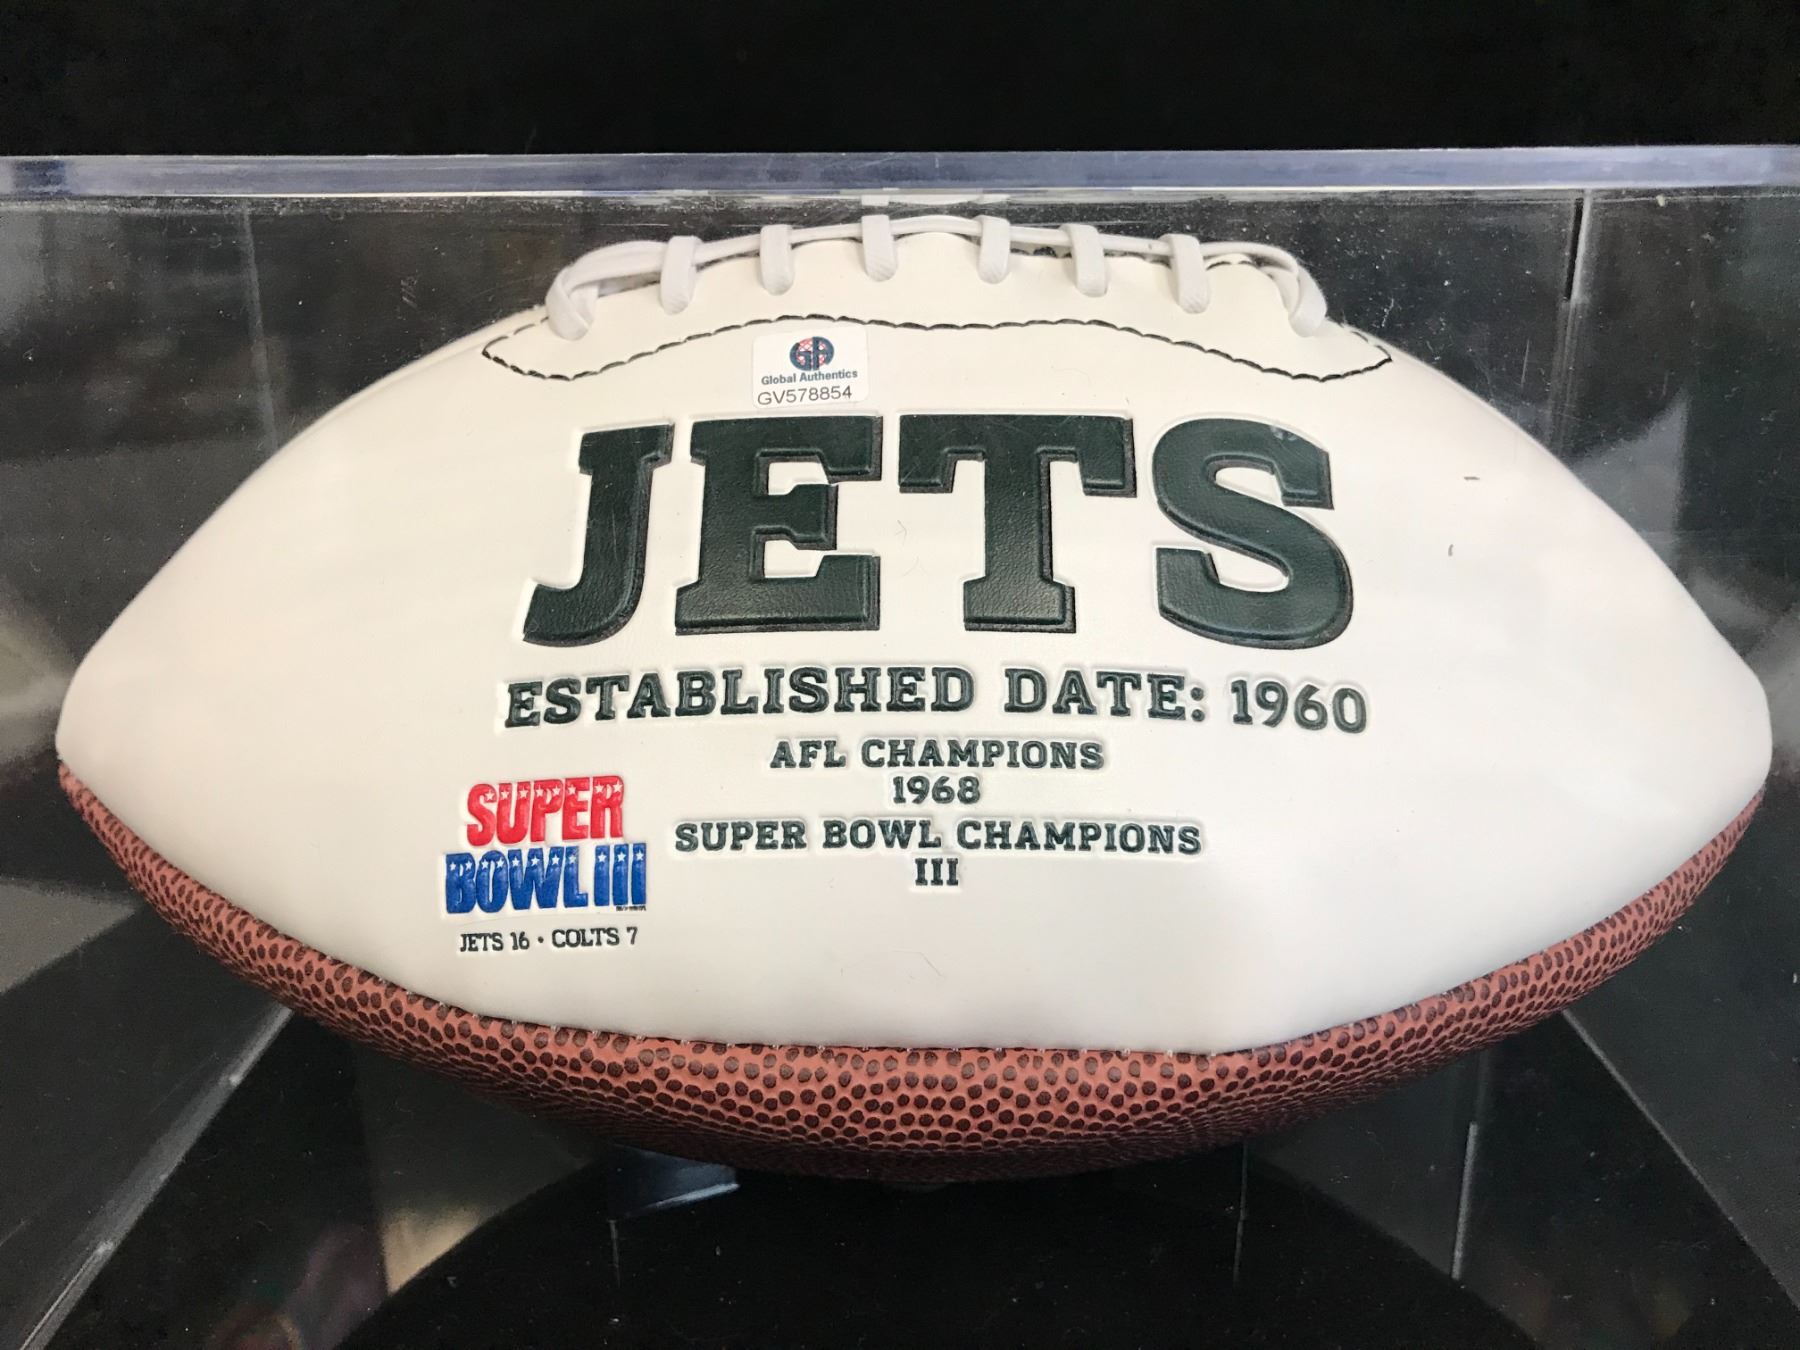 GA
Global Authentics
GV578854
JETS
ESTABLISHED DATE: 1960
AFL CHAMPIONS
1968
SUPER BOWL CHAMPIONS
III
SUPER
BOWL III
JETS 16 • COLTS 7